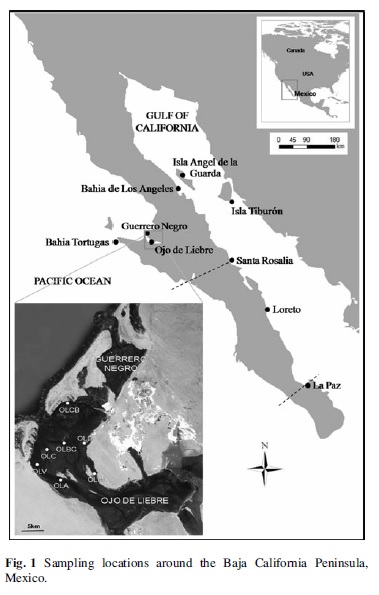 Canada
USA
Mexico
0 45 90 180
km
GULF OF
CALIFORNIA
Isla Angel de la
Guarda
Bahia de Los Angeles
Isla Tiburón
Guerrero Negro
Bahia Tortugas
Ojo de Liebre
Santa Rosalia
PACIFIC OCEAN
Loreto
La Paz
N
GUERRERO
NEGRO
OLCB
OLBC
OLC
OLV
OLA
OJO DE LIEBRE
5km
Fig. 1 Sampling locations around the Baja California Peninsula,
Mexico.